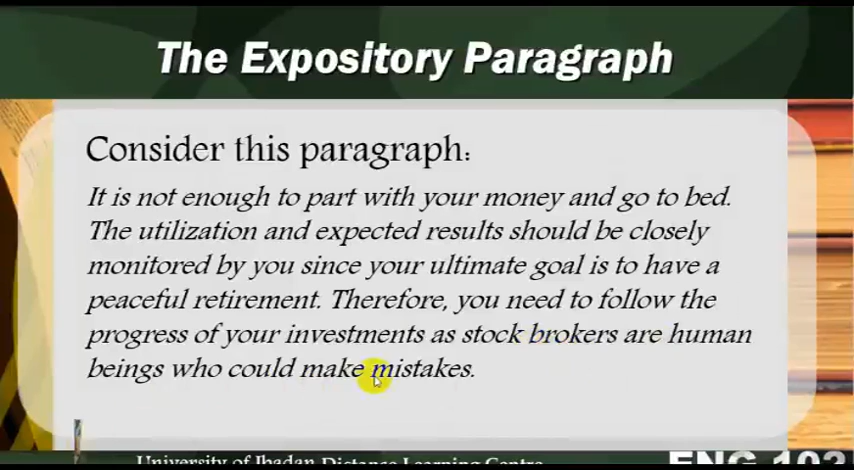 The Expository Paragraph
Consider this paragraph:
It is not enough to part with your money and go to bed.
The utilization and expected results should be closely
monitored by you since your ultimate goal is to have a
peaceful retirement. Therefore, you need to follow the
progress of your investments as stock brokers are human
beings who could make mistakes.
University of Ibadan Distance Learning Centre
ENG 102